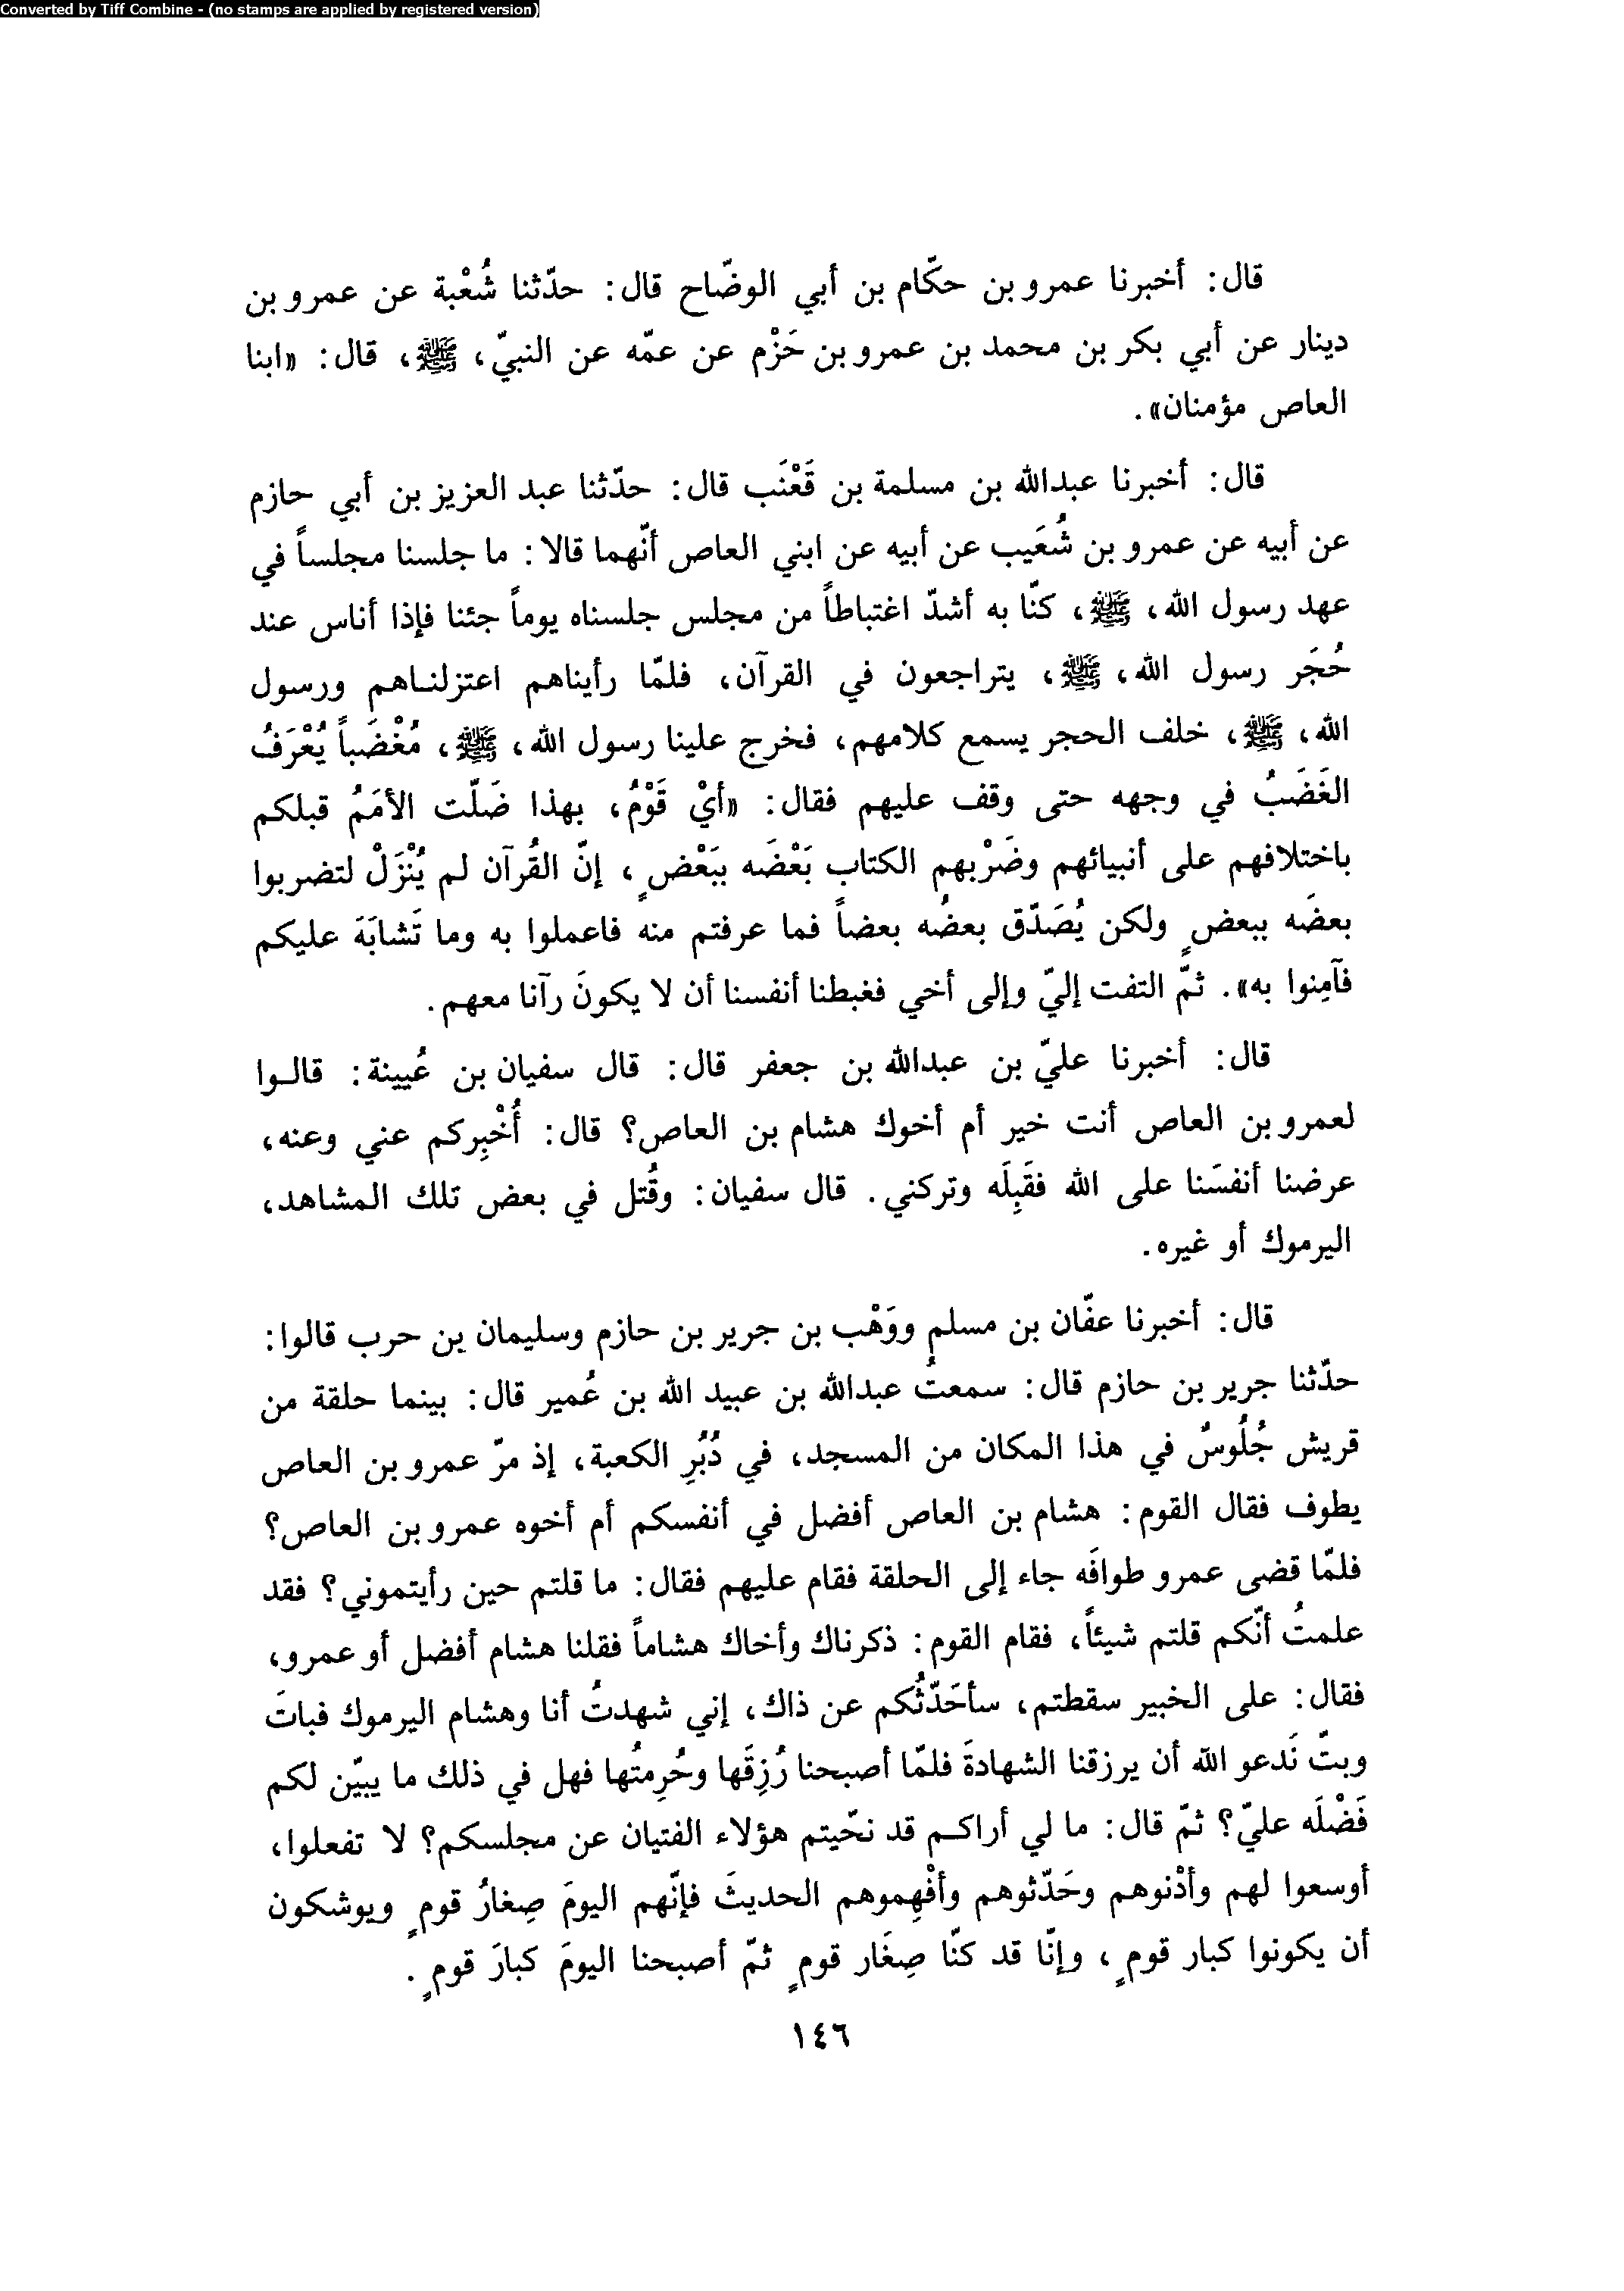 Converted by Tiff Combine - (no stamps are applied by registered version)
قال: أخبرنا عمرو بن حكّام بن أبي الوضّاح قال: حدّثنا شُعْبة عن عمرو بن
دينار عن أبي بكر بن محمد بن عمرو بن حَزْم عن عمّه عن النبيّ، ﷺ، قال: «ابنا
العاص مؤمنان».
قال: أخبرنا عبدالله بن مسلمة بن قَعْنَب قال: حدّثنا عبد العزيز بن أبي حازم
عن أبيه عن عمرو بن شُعَيب عن أبيه عن ابني العاص أنّهما قالا: ما جلسنا مجلساً في
عهد رسول الله، ﷺ، كنّا به أشدّ اغتباطاً من مجلس جلسناه يوماً جئنا فإذا أناس عند
حُجَر رسول الله، ﷺ، يتراجعون في القرآن، فلمّا رأيناهم اعتزلناهم ورسول
الله، ﷺ، خلف الحجر يسمع كلامهم، فخرج علينا رسول الله، ﷺ، مُغْضَباً يُعْرَفُ
الغَضَبُ في وجهه حتى وقف عليهم فقال: «أيْ قَوْمُ، بهذا ضَلّت الأمَمُ قبلكم
باختلافهم على أنبيائهم وضَرْبهم الكتاب بَعْضَه ببَعْضٍ، إنّ القُرآن لم يُنْزَلْ لتضربوا
بعضَه ببعضٍ ولكن يُصَدّق بعضُه بعضاً فما عرفتم منه فاعملوا به وما تَشابَهَ عليكم
فآمِنوا به». ثمّ التفت إليّ وإلى أخي فغبطنا أنفسنا أن لا يكونَ رآنا معهم.
قال: أخبرنا عليّ بن عبدالله بن جعفر قال: قال سفيان بن عُيينة: قالوا
لعمرو بن العاص أنت خير أم أخوك هشام بن العاص؟ قال: أُخْبِركم عني وعنه،
عرضنا أنفسَنا على الله فقَبِلَه وتركني. قال سفيان: وقُتل في بعض تلك المشاهد،
اليرموك أو غيره.
قال: أخبرنا عفّان بن مسلم ووَهْب بن جرير بن حازم وسليمان بن حرب قالوا:
حدّثنا جرير بن حازم قال: سمعتُ عبدالله بن عبيد الله بن عُمير قال: بينما حلقة من
قريش جُلُوسٌ في هذا المكان من المسجد، في دُبُرِ الكعبة، إذ مرّ عمرو بن العاص
يطوف فقال القوم: هشام بن العاص أفضل في أنفسكم أم أخوه عمرو بن العاص؟
فلمّا قضى عمرو طوافَه جاء إلى الحلقة فقام عليهم فقال: ما قلتم حين رأيتموني؟ فقد
علمتُ أنّكم قلتم شيئاً، فقام القوم: ذكرناك وأخاك هشاماً فقلنا هشام أفضل أو عمرو،
فقال: على الخبير سقطتم، سأحَدّثُكم عن ذاك، إني شهدتُ أنا وهشام اليرموك فباتَ
وبتّ نَدعو الله أن يرزقنا الشهادةَ فلمّا أصبحنا رُزِقَها وحُرِمتُها فهل في ذلك ما يبيّن لكم
فَضْلَه عليّ؟ ثمّ قال: ما لي أراكم قد نحّيتم هؤلاء الفتيان عن مجلسكم؟ لا تفعلوا،
أوسعوا لهم وأدْنوهم وحَدّثوهم وأفْهِموهم الحديثَ فإنّهم اليومَ صِغارُ قومٍ ويوشكون
أن يكونوا كبار قومٍ، وإنّا قد كنّا صِغَار قومٍ ثمّ أصبحنا اليومَ كبارَ قومٍ.
١٤٦